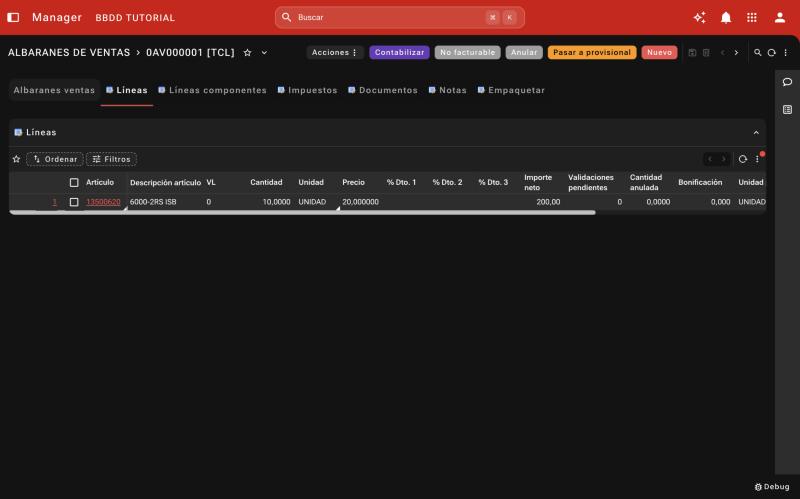 Manager BBDD TUTORIAL Buscar ⌘ K
ALBARANES DE VENTAS › 0AV000001 [TCL] Acciones Contabilizar No facturable Anular Pasar a provisional Nuevo
Albaranes ventas Líneas Líneas componentes Impuestos Documentos Notas Empaquetar
Líneas
Ordenar Filtros
Artículo Descripción artículo VL Cantidad Unidad Precio % Dto. 1 % Dto. 2 % Dto. 3 Importe neto Validaciones pendientes Cantidad anulada Bonificación Unidad
1 13500620 6000-2RS ISB 0 10,0000 UNIDAD 20,000000 200,00 0 0,0000 0,000 UNIDAD
Debug